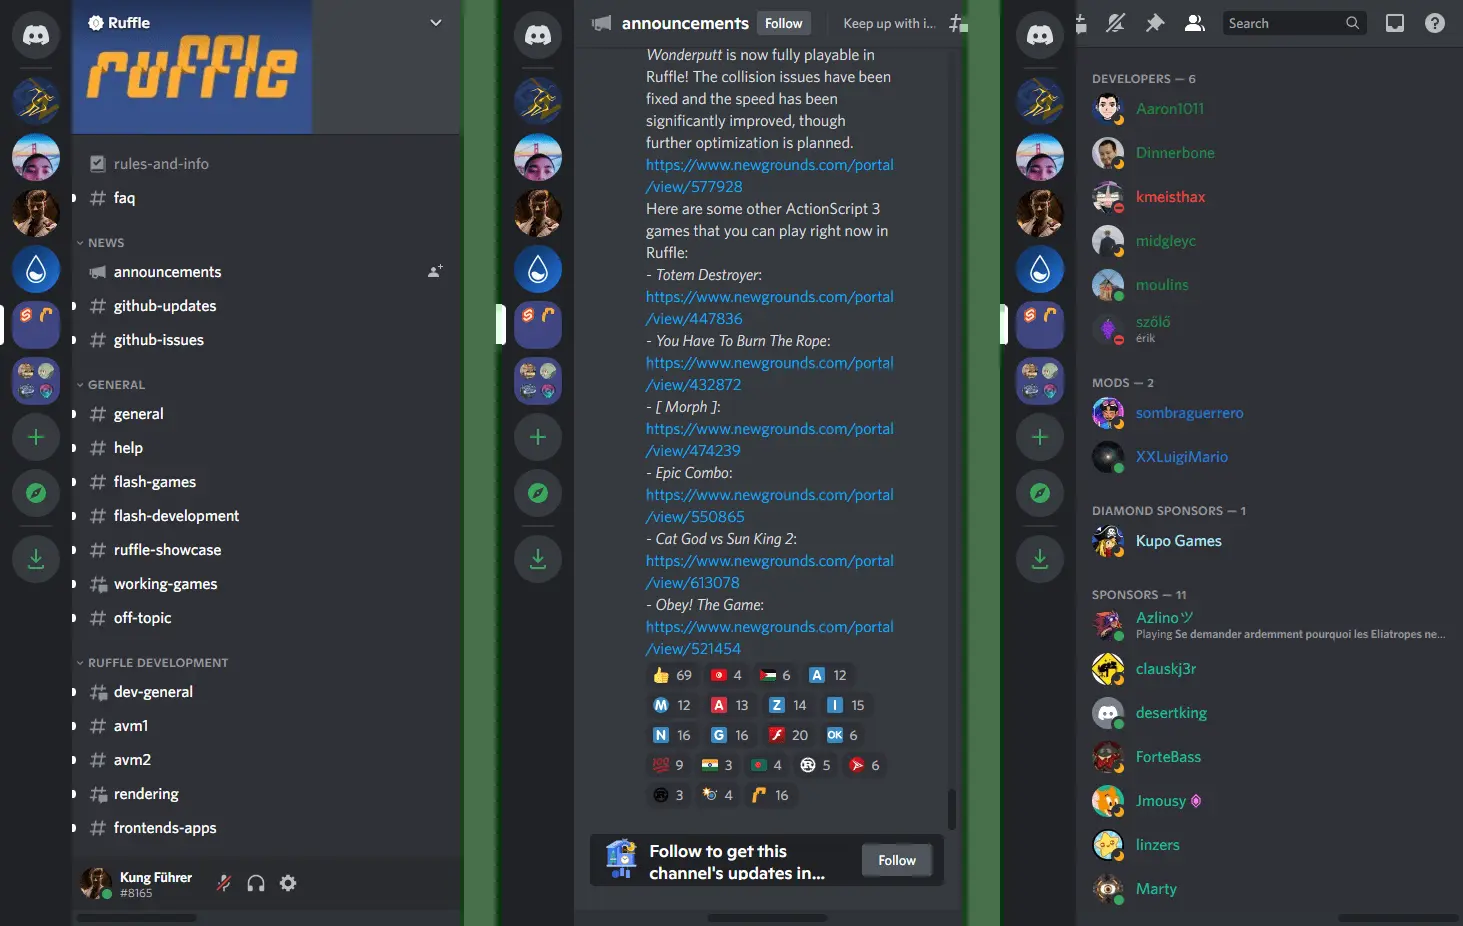 Ruffle
ruffle
rules-and-info
faq
NEWS
announcements
github-updates
github-issues
GENERAL
general
help
flash-games
flash-development
ruffle-showcase
working-games
off-topic
RUFFLE DEVELOPMENT
dev-general
avm1
avm2
rendering
frontends-apps
Kung Führer
#8165
announcements
Follow
Keep up with i...
Wonderputt is now fully playable in
Ruffle! The collision issues have been
fixed and the speed has been
significantly improved, though
further optimization is planned.
https://www.newgrounds.com/portal
/view/577928
Here are some other ActionScript 3
games that you can play right now in
Ruffle:
- Totem Destroyer:
https://www.newgrounds.com/portal
/view/447836
- You Have To Burn The Rope:
https://www.newgrounds.com/portal
/view/432872
- [ Morph ]:
https://www.newgrounds.com/portal
/view/474239
- Epic Combo:
https://www.newgrounds.com/portal
/view/550865
- Cat God vs Sun King 2:
https://www.newgrounds.com/portal
/view/613078
- Obey! The Game:
https://www.newgrounds.com/portal
/view/521454
69 4 6 A 12
M 12 A 13 Z 14 I 15
N 16 G 16 20 OK 6
100 9 3 4 5 6
3 4 16
Follow to get this
channel's updates in...
Follow
Search
DEVELOPERS — 6
Aaron1011
Dinnerbone
kmeisthax
midgleyc
moulins
szőlő
érik
MODS — 2
sombraguerrero
XXLuigiMario
DIAMOND SPONSORS — 1
Kupo Games
SPONSORS — 11
Azlinoツ
Playing Se demander ardemment pourquoi les Eliatropes ne...
clauskj3r
desertking
ForteBass
Jmousy
linzers
Marty